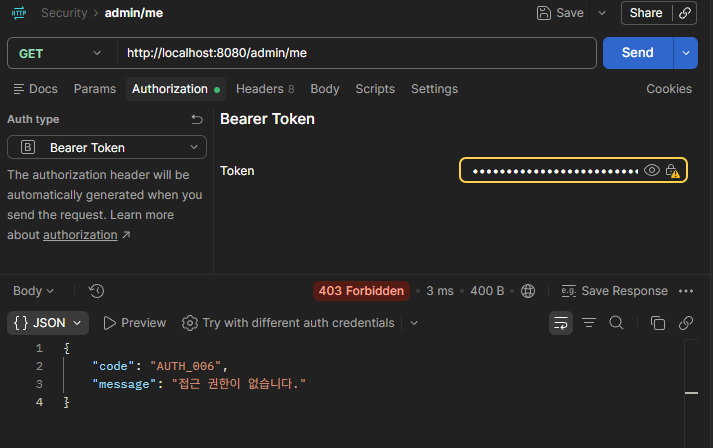 HTTP Security > admin/me Save Share
GET http://localhost:8080/admin/me Send
Docs Params Authorization Headers 8 Body Scripts Settings Cookies
Auth type
B Bearer Token
The authorization header will be
automatically generated when you
send the request. Learn more
about authorization ↗
Bearer Token
Token ••••••••••••••••••••••••••
Body 403 Forbidden • 3 ms • 400 B • e.g. Save Response •••
{} JSON Preview Try with different auth credentials
1 {
2 "code": "AUTH_006",
3 "message": "접근 권한이 없습니다."
4 }